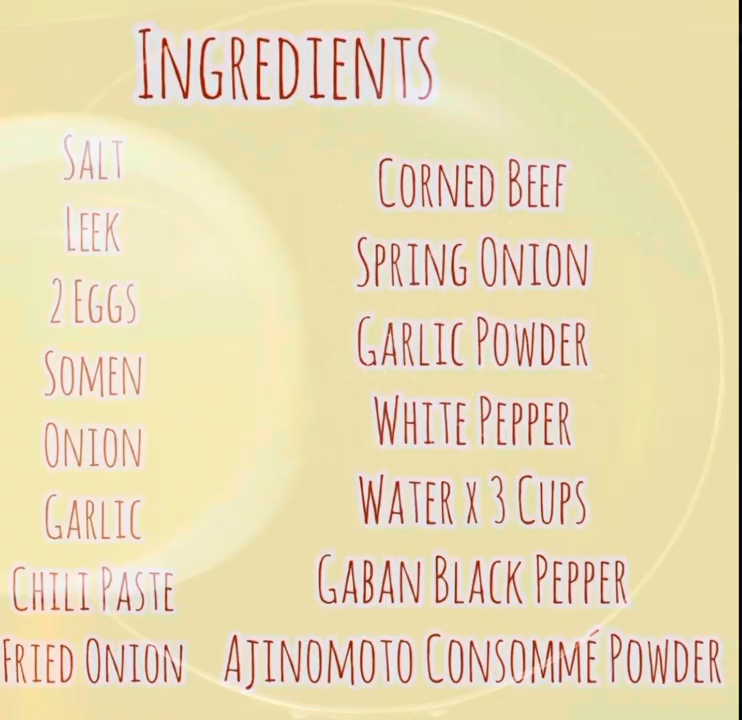 Ingredients
Salt
Leek
2 Eggs
Somen
Onion
Garlic
Chili Paste
Fried Onion
Corned Beef
Spring Onion
Garlic Powder
White Pepper
Water x 3 Cups
Gaban Black Pepper
Ajinomoto Consommé Powder